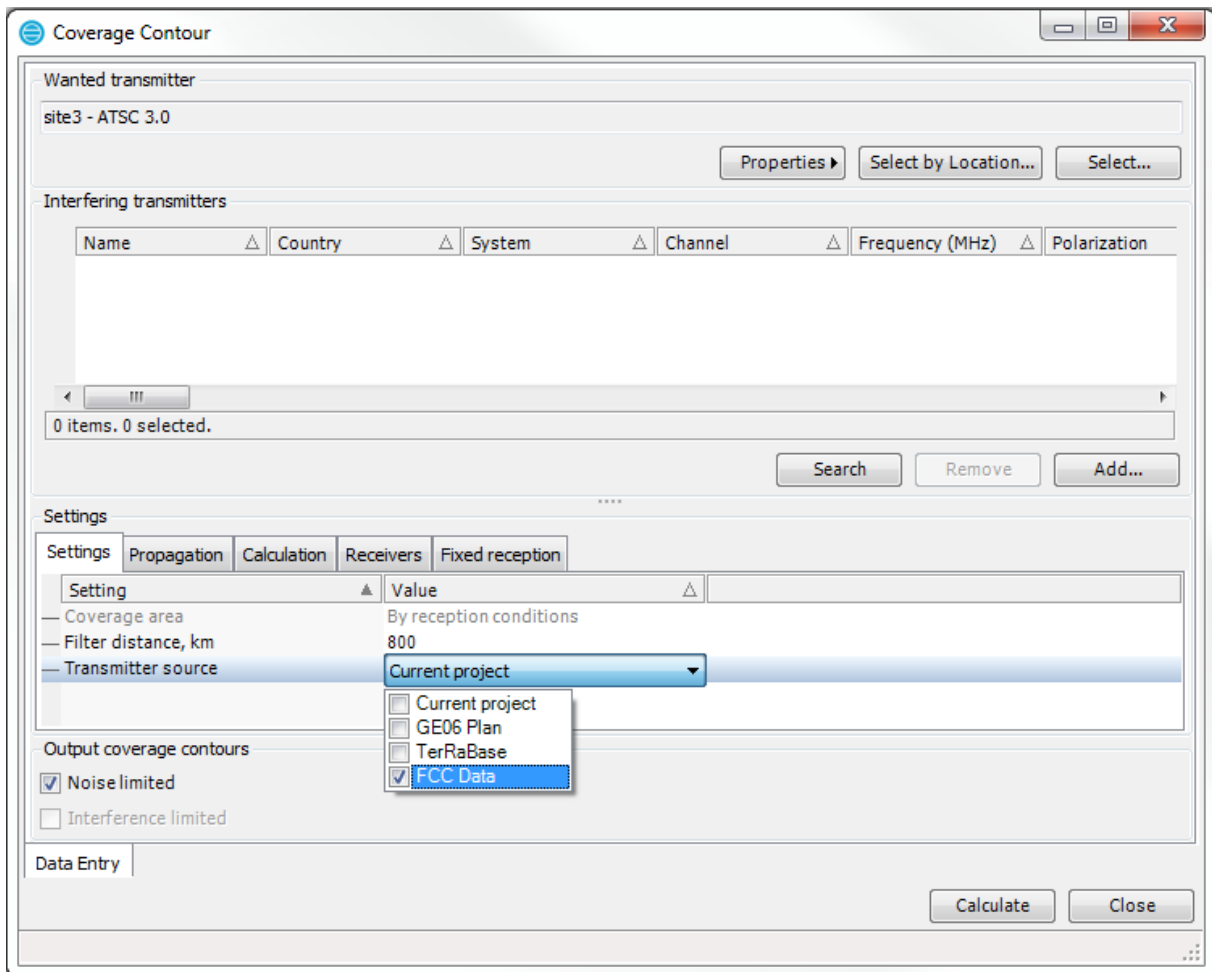 Coverage Contour
Wanted transmitter
site3 - ATSC 3.0
Properties Select by Location... Select...
Interfering transmitters
Name Country System Channel Frequency (MHz) Polarization
0 items. 0 selected.
Search Remove Add...
Settings
Settings Propagation Calculation Receivers Fixed reception
Setting Value
Coverage area By reception conditions
Filter distance, km 800
Transmitter source Current project
Current project
GE06 Plan
TerRaBase
FCC Data
Output coverage contours
Noise limited
Interference limited
Data Entry
Calculate Close